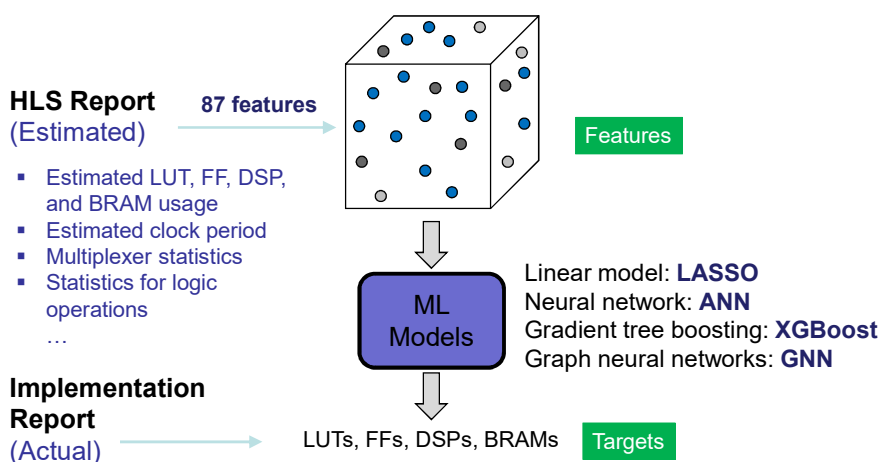 HLS Report
(Estimated)
87 features
▪ Estimated LUT, FF, DSP,
and BRAM usage
▪ Estimated clock period
▪ Multiplexer statistics
▪ Statistics for logic
operations
…
Features
ML
Models
Linear model: LASSO
Neural network: ANN
Gradient tree boosting: XGBoost
Graph neural networks: GNN
Implementation
Report
(Actual)
LUTs, FFs, DSPs, BRAMs
Targets